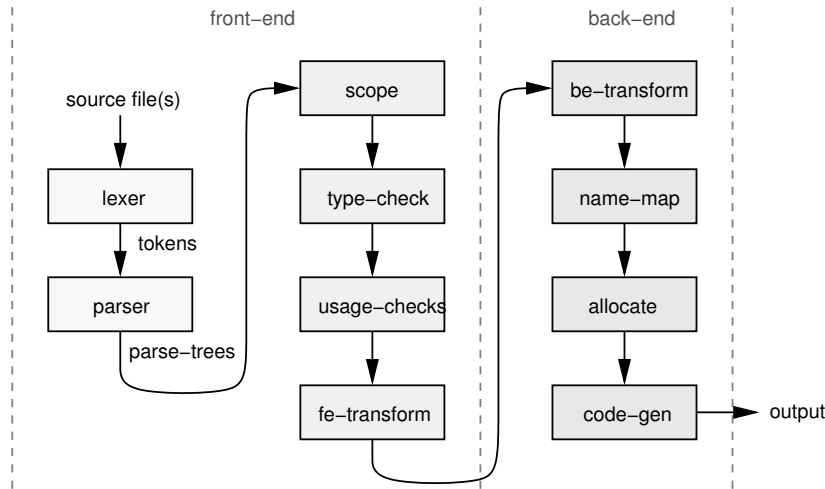 front−end
back−end
source file(s)
lexer
tokens
parser
parse−trees
scope
type−check
usage−checks
fe−transform
be−transform
name−map
allocate
code−gen
output